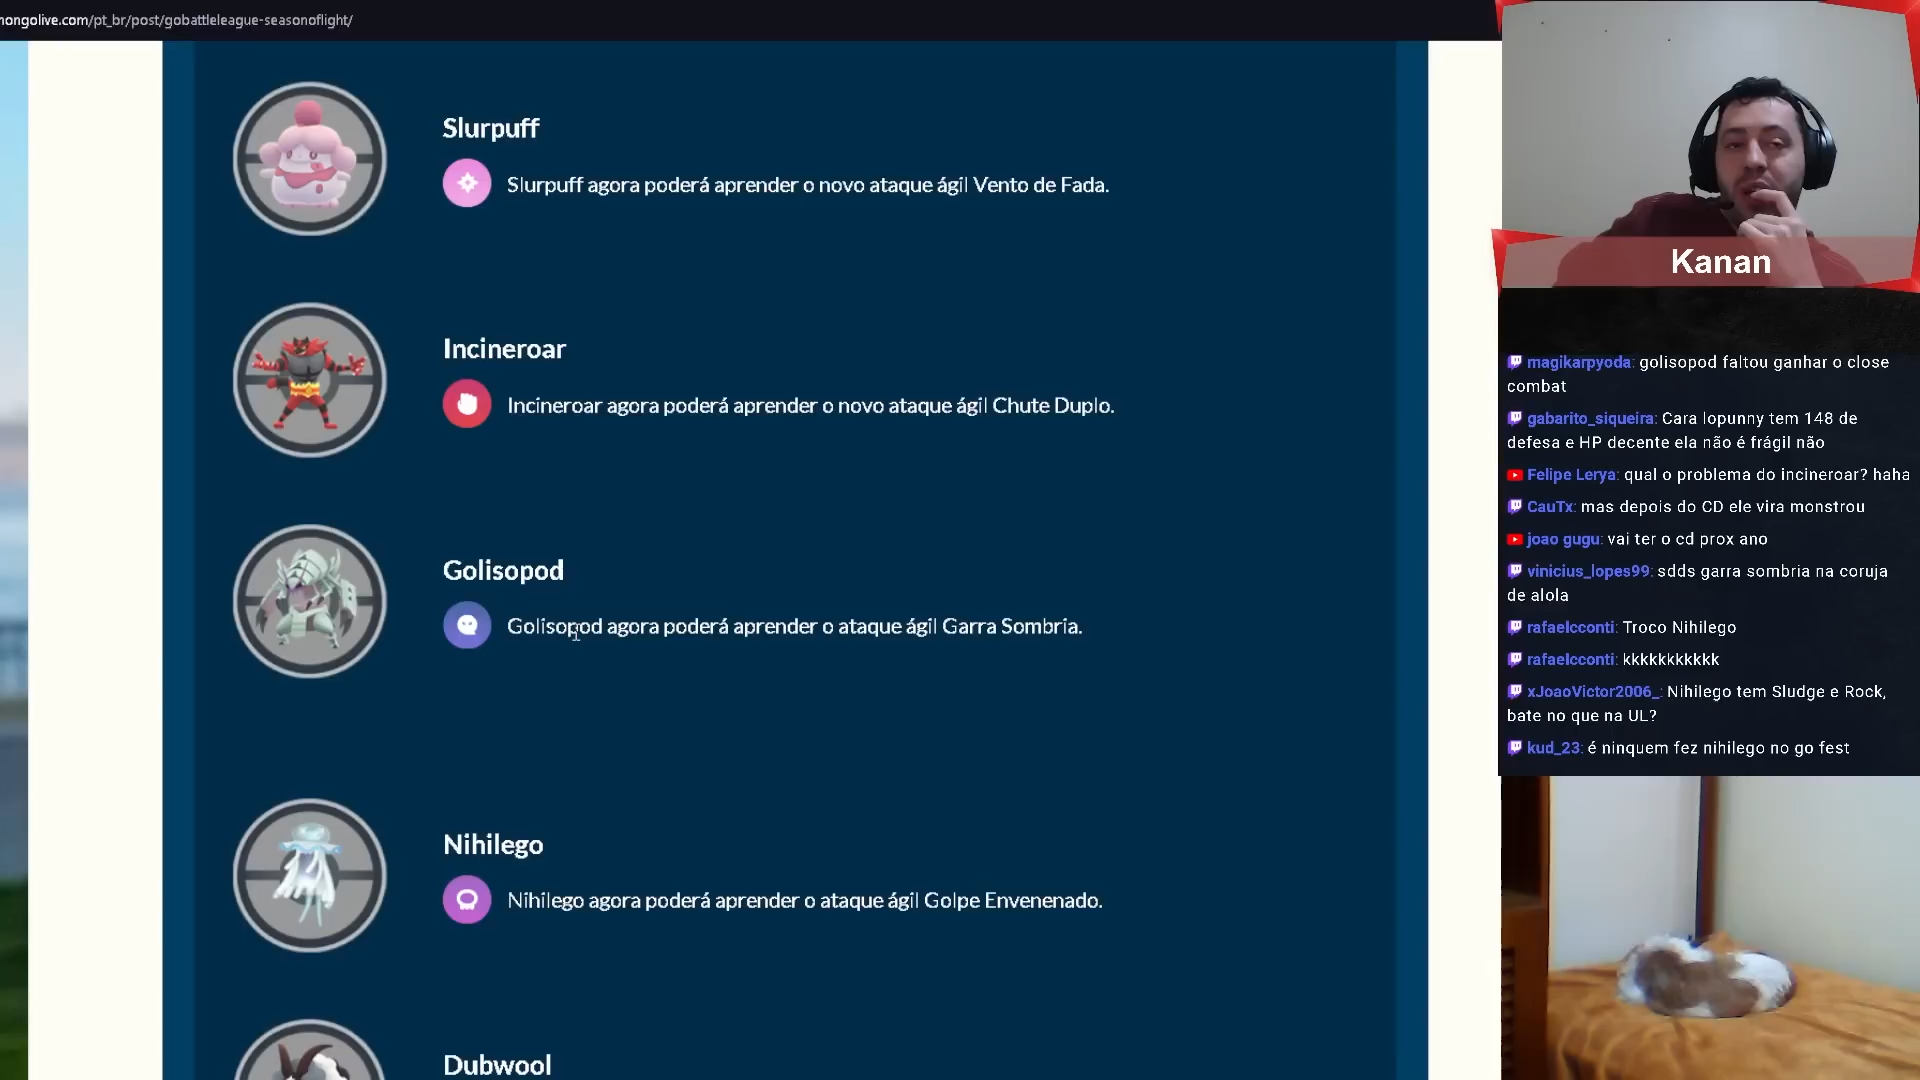 nongolive.com/pt_br/post/gobattleleague-seasonoflight/
Slurpuff
Slurpuff agora poderá aprender o novo ataque ágil Vento de Fada.
Incineroar
Incineroar agora poderá aprender o novo ataque ágil Chute Duplo.
Golisopod
Golisopod agora poderá aprender o ataque ágil Garra Sombria.
Nihilego
Nihilego agora poderá aprender o ataque ágil Golpe Envenenado.
Dubwool
Kanan
magikarpyoda: golisopod faltou ganhar o close
combat
gabarito_siqueira: Cara lopunny tem 148 de
defesa e HP decente ela não é frágil não
Felipe Lerya: qual o problema do incineroar? haha
CauTx: mas depois do CD ele vira monstrou
joao gugu: vai ter o cd prox ano
vinicius_lopes99: sdds garra sombria na coruja
de alola
rafaelcconti: Troco Nihilego
rafaelcconti: kkkkkkkkkkk
xJoaoVictor2006_: Nihilego tem Sludge e Rock,
bate no que na UL?
kud_23: é ninquem fez nihilego no go fest